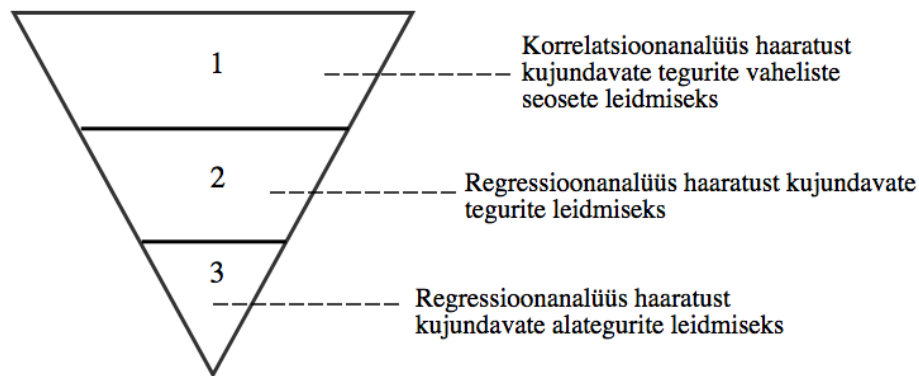 1
Korrelatsioonanalüüs haaratust
kujundavate tegurite vaheliste
seosete leidmiseks
2
Regressioonanalüüs haaratust kujundavate
tegurite leidmiseks
3
Regressioonanalüüs haaratust
kujundavate alategurite leidmiseks